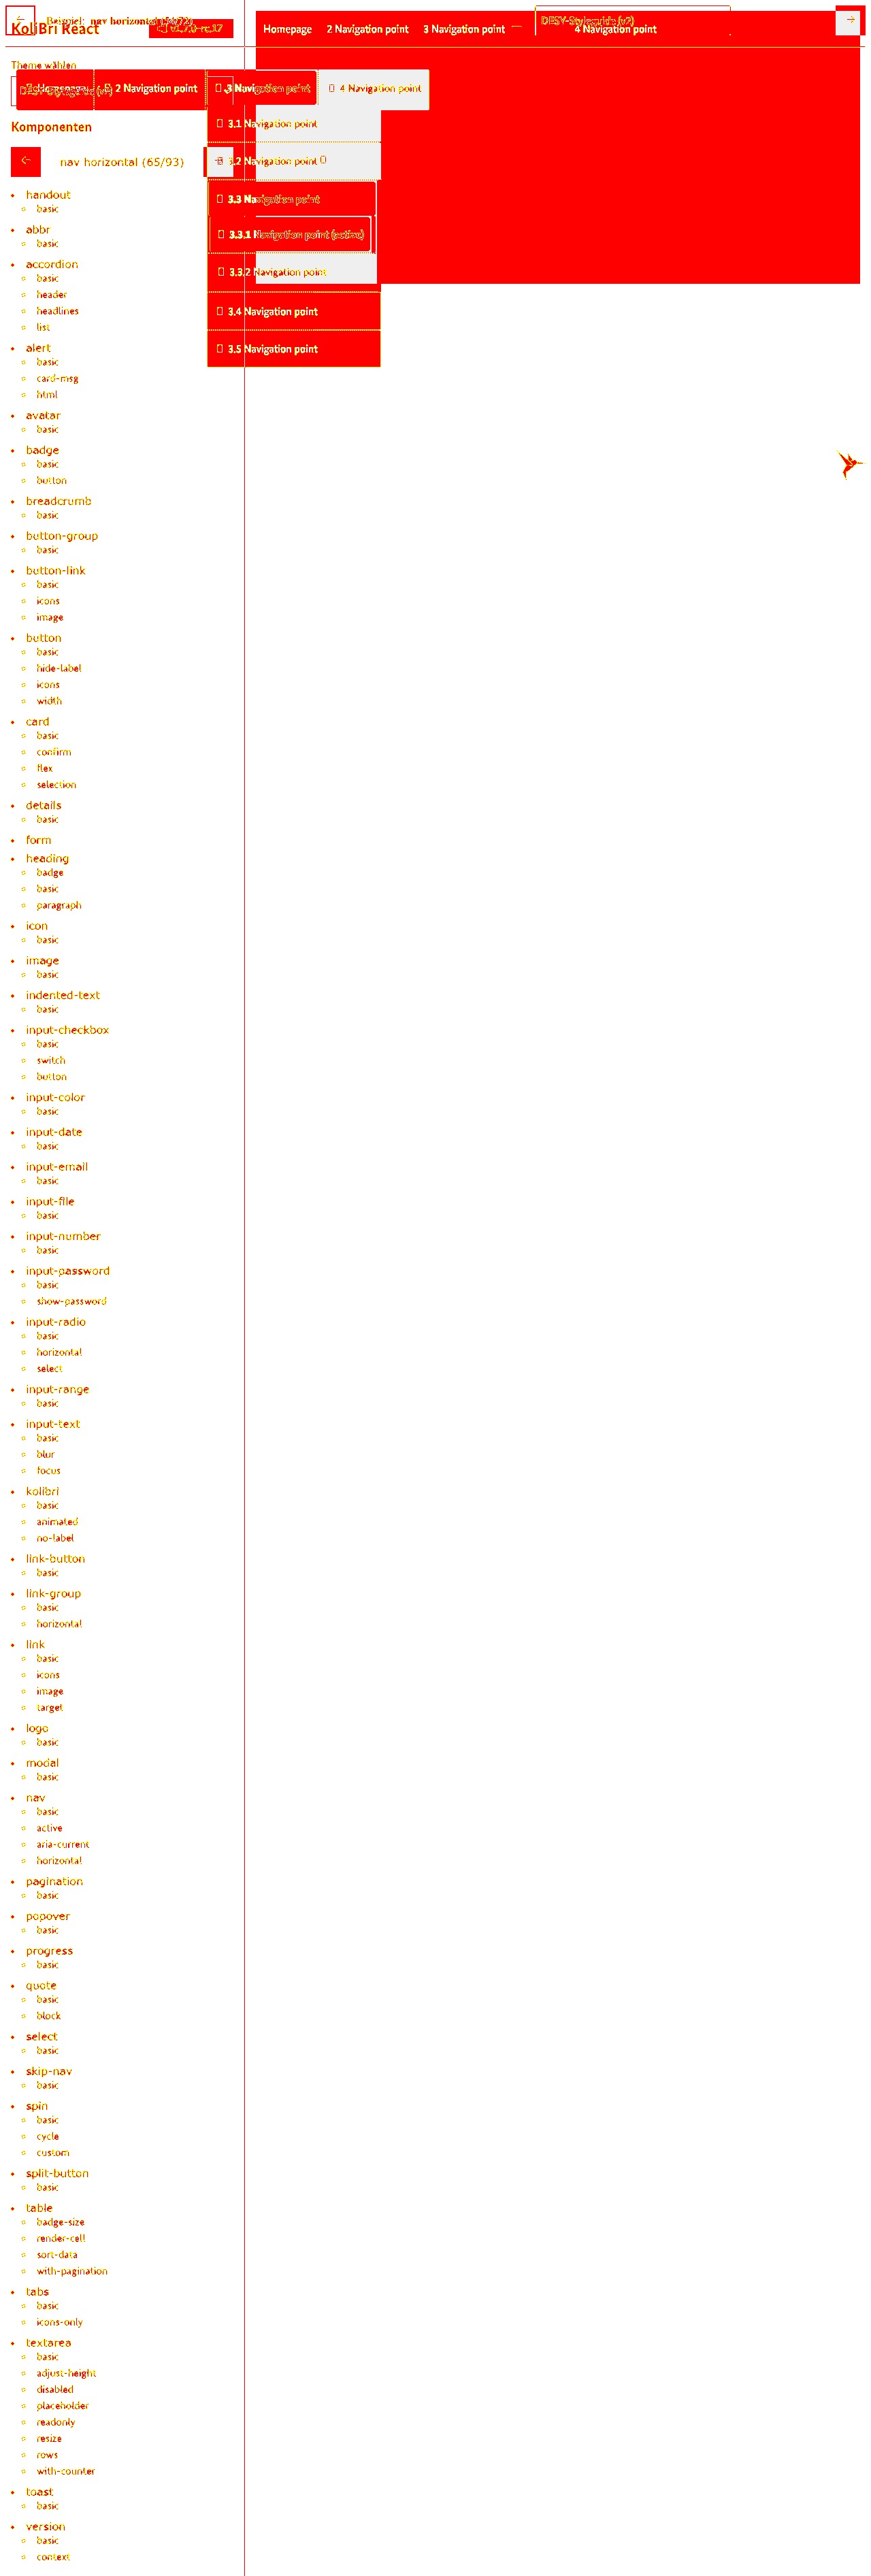 KoliBri React
Beispiel: nav horizontal
DESY-Styleguide (v2)
Homepage
2 Navigation point
3 Navigation point
4 Navigation point
Theme wählen
Homepage
2 Navigation point
3 Navigation point
4 Navigation point
3.1 Navigation point
3.2 Navigation point
3.3 Navigation point
3.3.1 Navigation point (active)
3.3.2 Navigation point
3.4 Navigation point
3.5 Navigation point
Komponenten
nav horizontal (65/93)
handout
basic
abbr
basic
accordion
basic
header
headlines
list
alert
basic
card-msg
html
avatar
basic
badge
basic
button
breadcrumb
basic
button-group
basic
button-link
basic
icons
image
button
basic
hide-label
icons
width
card
basic
confirm
flex
selection
details
basic
form
heading
badge
basic
paragraph
icon
basic
image
basic
indented-text
basic
input-checkbox
basic
switch
button
input-color
basic
input-date
basic
input-email
basic
input-file
basic
input-number
basic
input-password
basic
show-password
input-radio
basic
horizontal
select
input-range
basic
input-text
basic
blur
focus
kolibri
basic
animated
no-label
link-button
basic
link-group
basic
horizontal
link
basic
icons
image
target
logo
basic
modal
basic
nav
basic
active
aria-current
horizontal
pagination
basic
popover
basic
progress
basic
quote
basic
block
select
basic
skip-nav
basic
spin
basic
cycle
custom
split-button
basic
table
badge-size
render-cell
sort-data
with-pagination
tabs
basic
icons-only
textarea
basic
adjust-height
disabled
placeholder
readonly
resize
rows
with-counter
toast
basic
version
basic
context